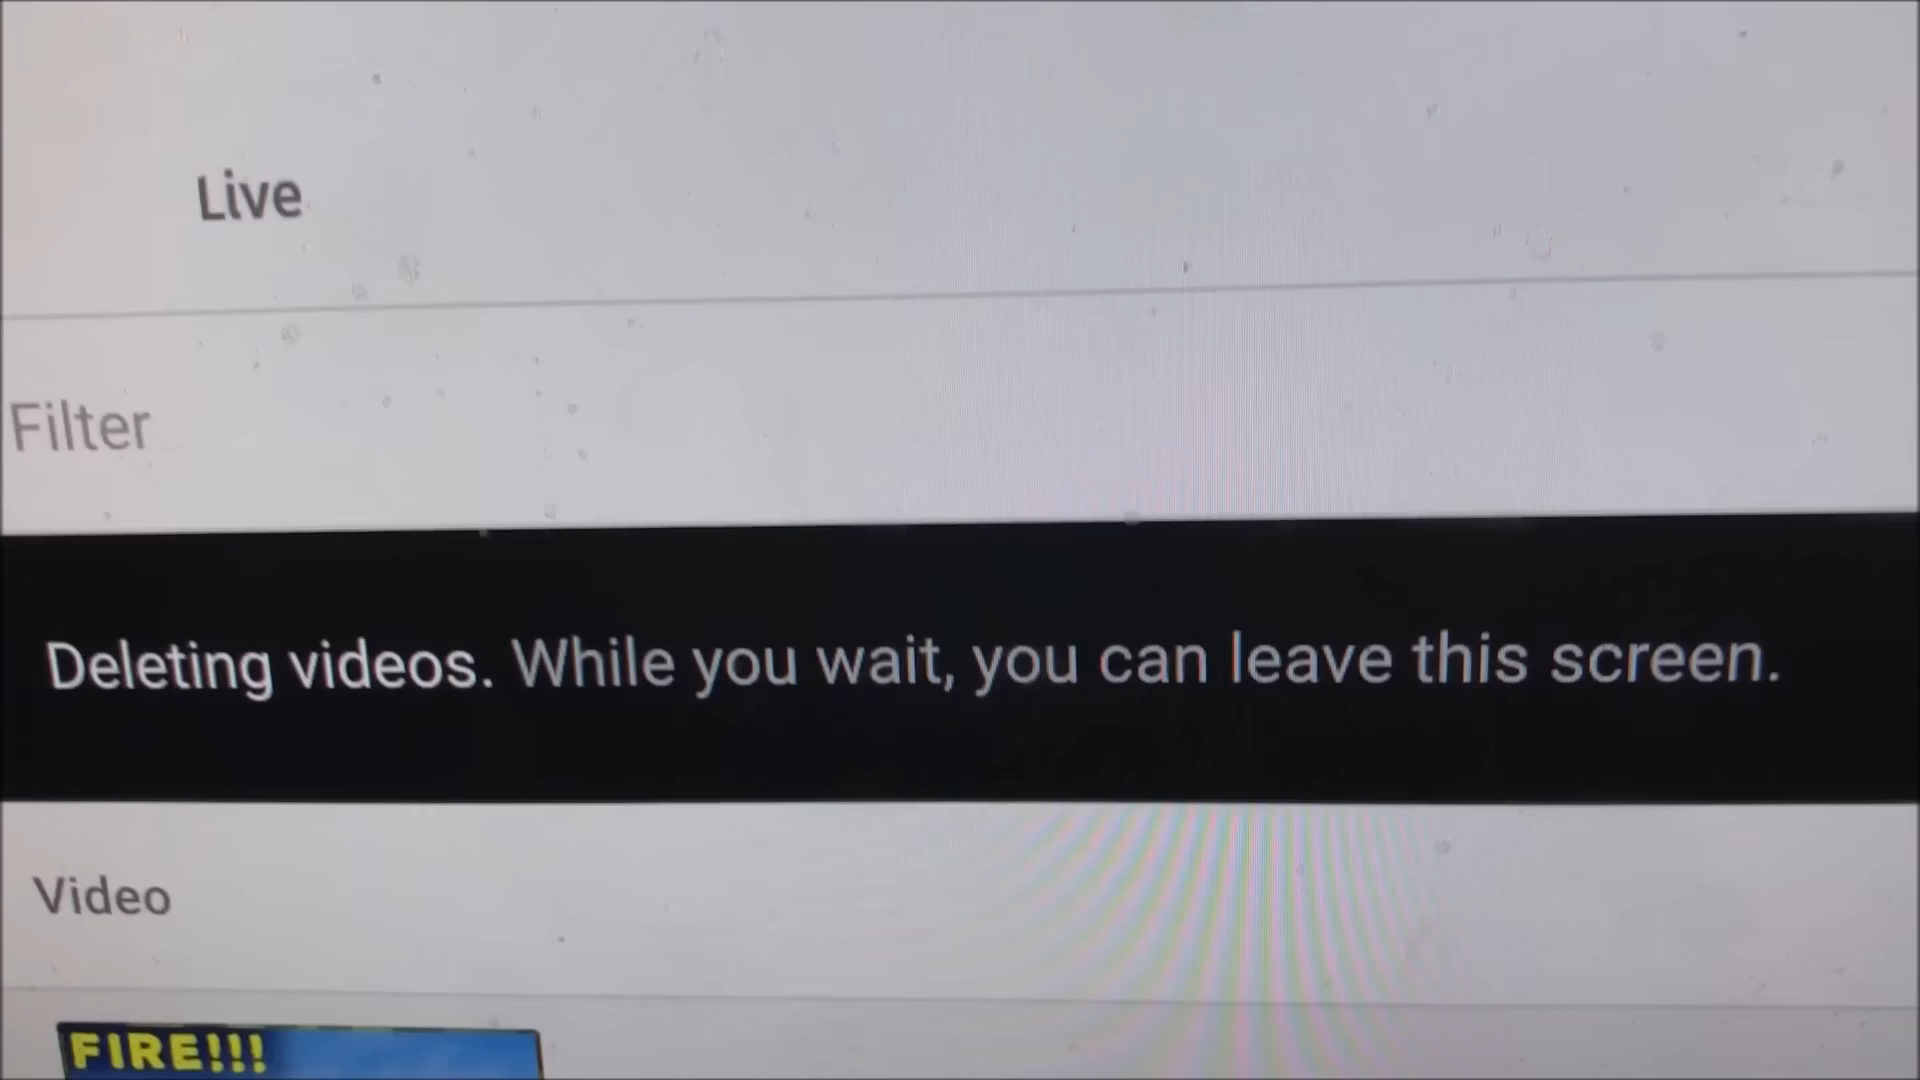 Live
Filter
Deleting videos. While you wait, you can leave this screen.
Video
FIRE!!!